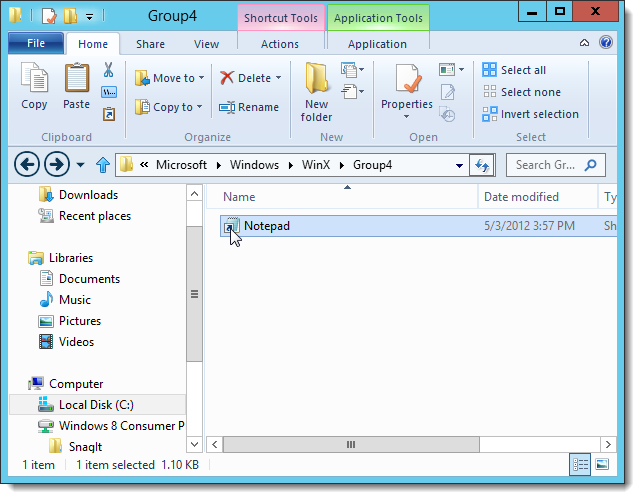 Group4
Shortcut Tools
Application Tools
File
Home
Share
View
Actions
Application
Copy
Paste
Clipboard
Move to
Copy to
Delete
Rename
Organize
New
folder
New
Properties
Open
Select all
Select none
Invert selection
Select
« Microsoft Windows WinX Group4
Search Gr...
Name
Date modified
Ty
Notepad
5/3/2012 3:57 PM
Sh
Downloads
Recent places
Libraries
Documents
Music
Pictures
Videos
Computer
Local Disk (C:)
Windows 8 Consumer P
SnagIt
1 item
1 item selected 1.10 KB